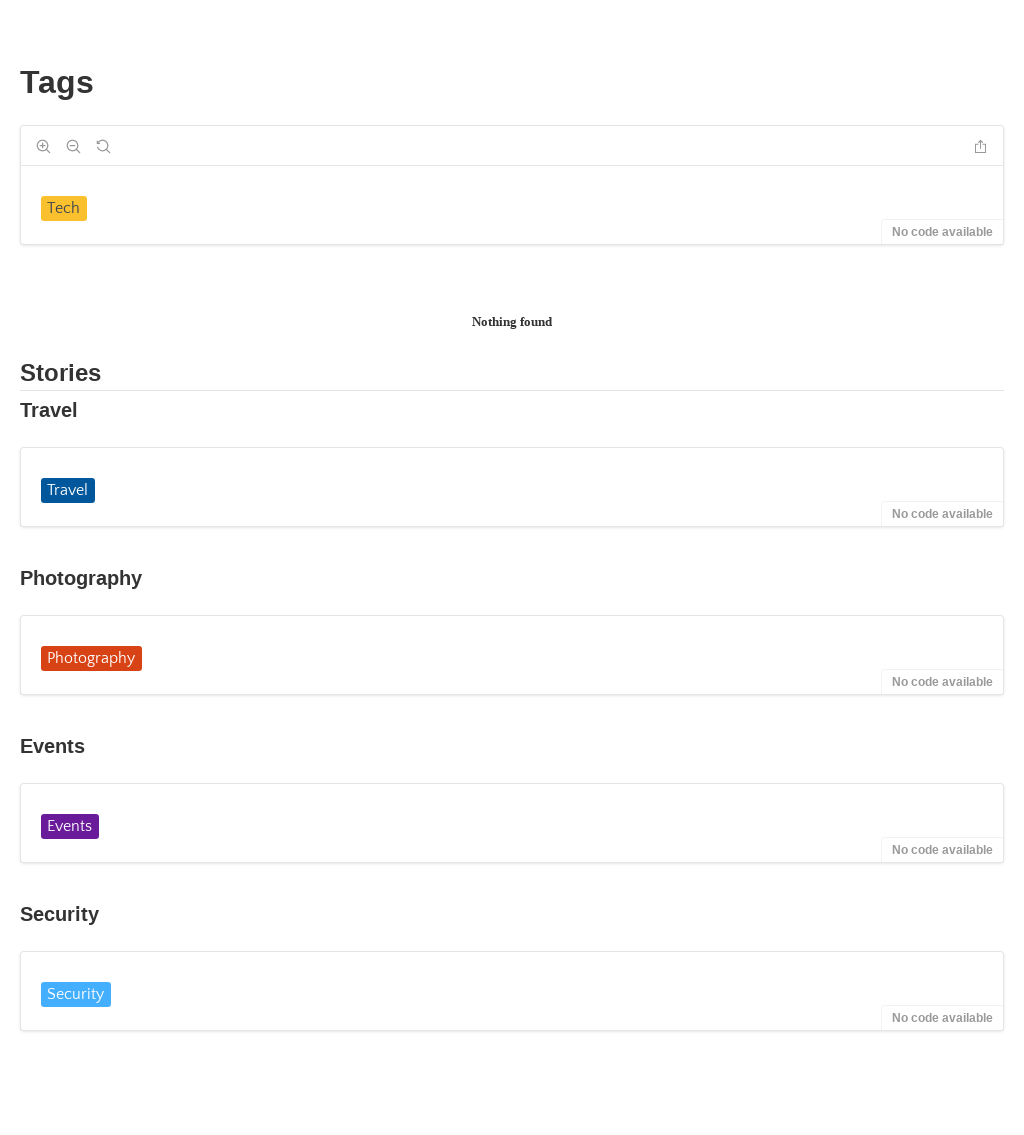 Tags
Tech
No code available
Nothing found
Stories
Travel
Travel
No code available
Photography
Photography
No code available
Events
Events
No code available
Security
Security
No code available